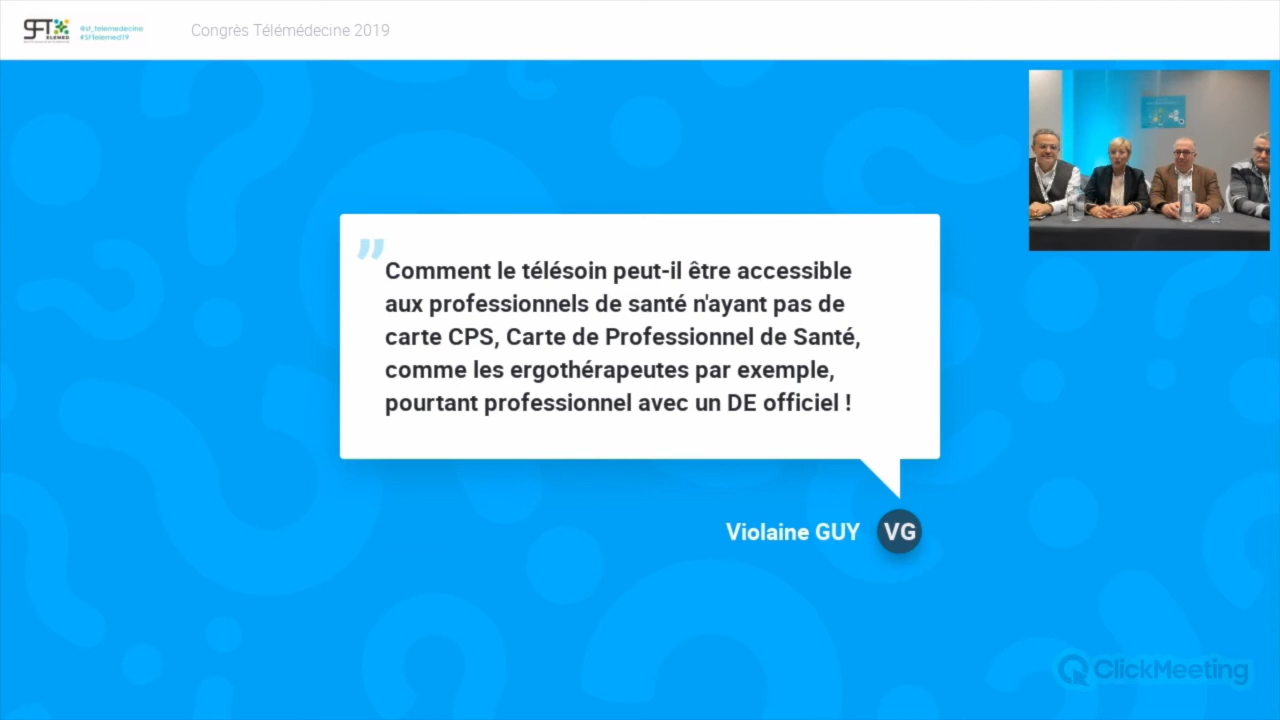 SFT
ELEMED
@sf_telemedecine
#SFTelemed19
Congrès Télémédecine 2019
Comment le télésoin peut-il être accessible
aux professionnels de santé n'ayant pas de
carte CPS, Carte de Professionnel de Santé,
comme les ergothérapeutes par exemple,
pourtant professionnel avec un DE officiel !
Violaine GUY
VG
ClickMeeting